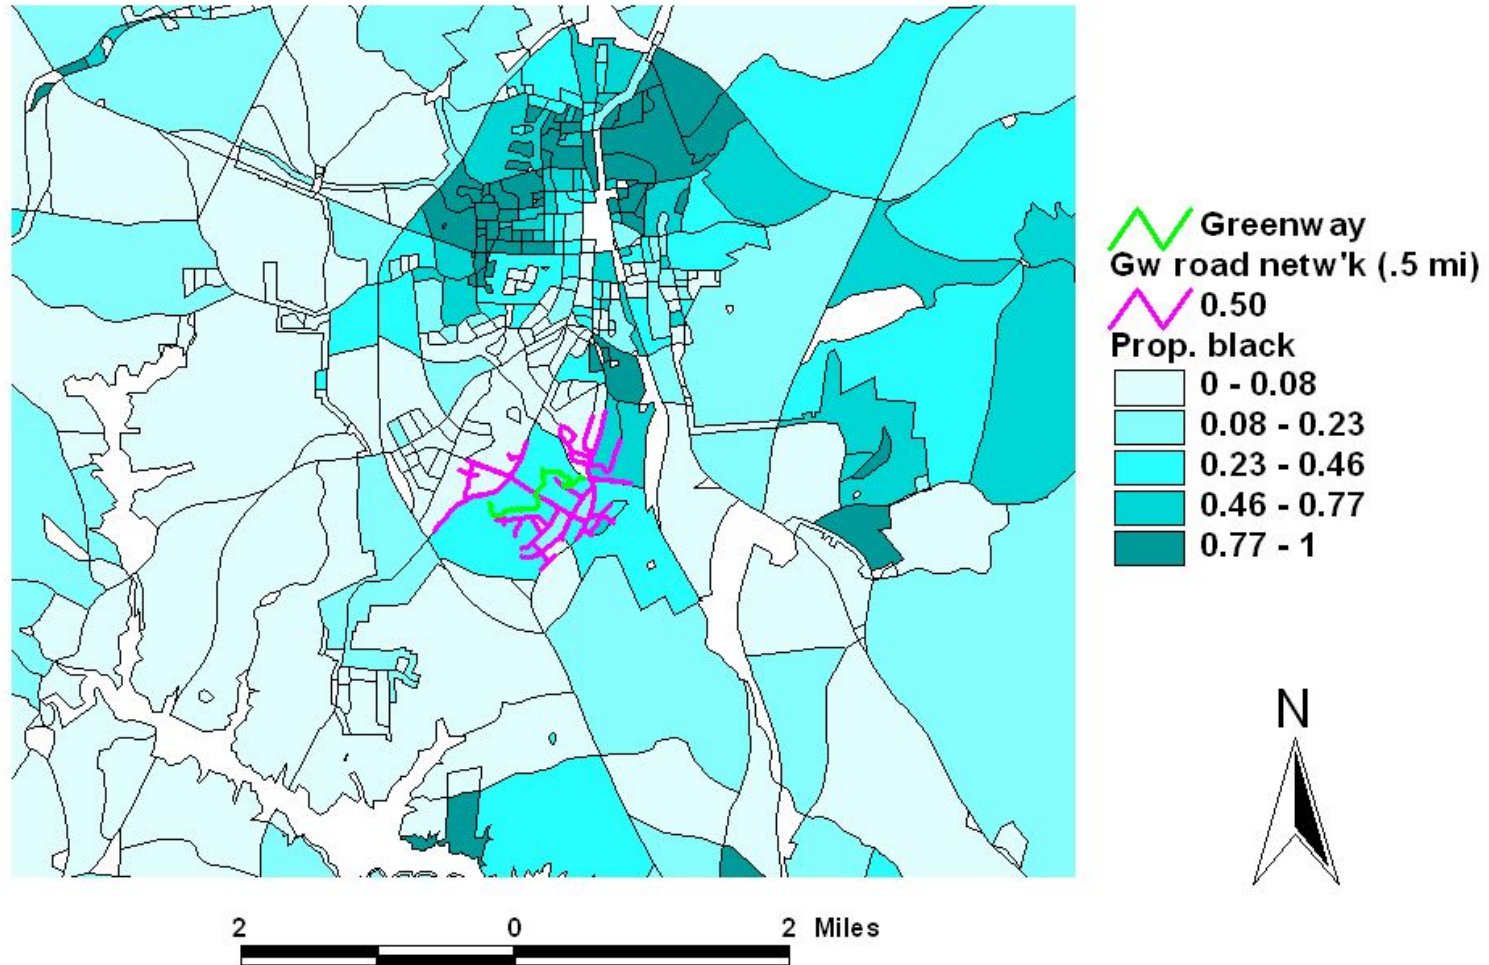 Greenway
Gw road netw'k (.5 mi)
0.50
Prop. black
0 - 0.08
0.08 - 0.23
0.23 - 0.46
0.46 - 0.77
0.77 - 1
N
2 0 2 Miles